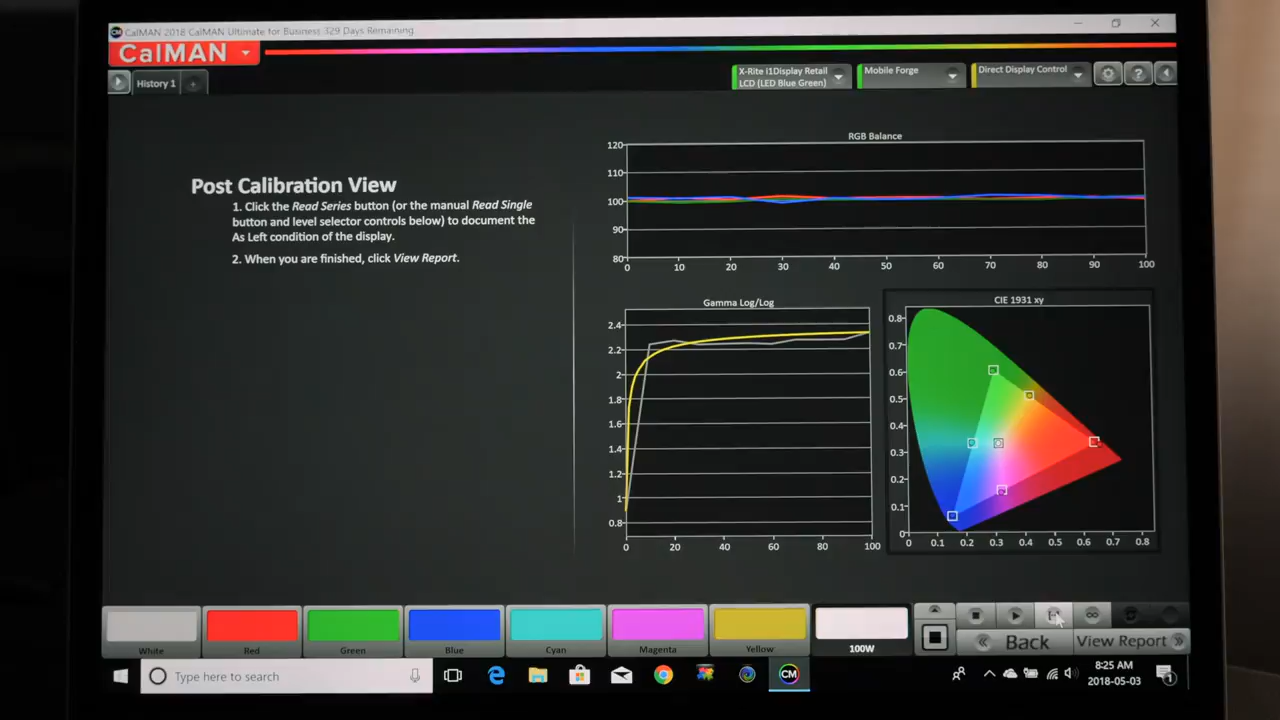 CalMAN 2018 CalMAN Ultimate for Business 329 Days Remaining
CalMAN
History 1
X-Rite i1Display Retail
LCD (LED Blue Green)
Mobile Forge
Direct Display Control
Post Calibration View
1. Click the Read Series button (or the manual Read Single
button and level selector controls below) to document the
As Left condition of the display.
2. When you are finished, click View Report.
RGB Balance
120
110
100
90
80
0 10 20 30 40 50 60 70 80 90 100
Gamma Log/Log
2.4
2.2
2
1.8
1.6
1.4
1.2
1
0.8
0 20 40 60 80 100
CIE 1931 xy
0.8
0.7
0.6
0.5
0.4
0.3
0.2
0.1
0
0 0.1 0.2 0.3 0.4 0.5 0.6 0.7 0.8
White Red Green Blue Cyan Magenta Yellow 100W
Back
View Report
Type here to search
CM
8:25 AM
2018-05-03
1